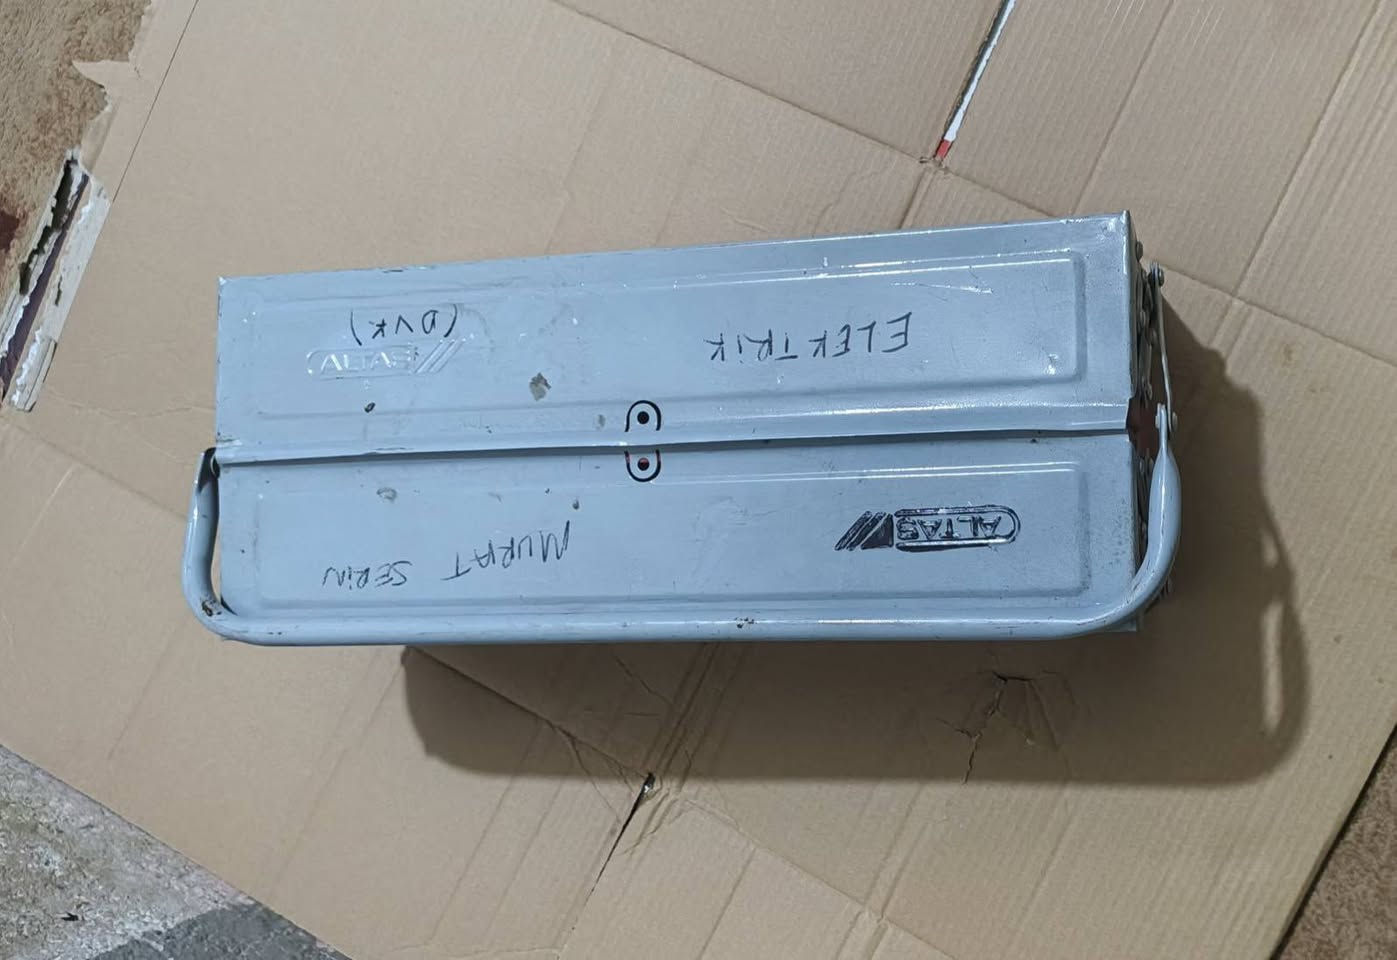 ALTAS
MURAT SERİN
ELEKTRİK
(DVK)
ALTAS